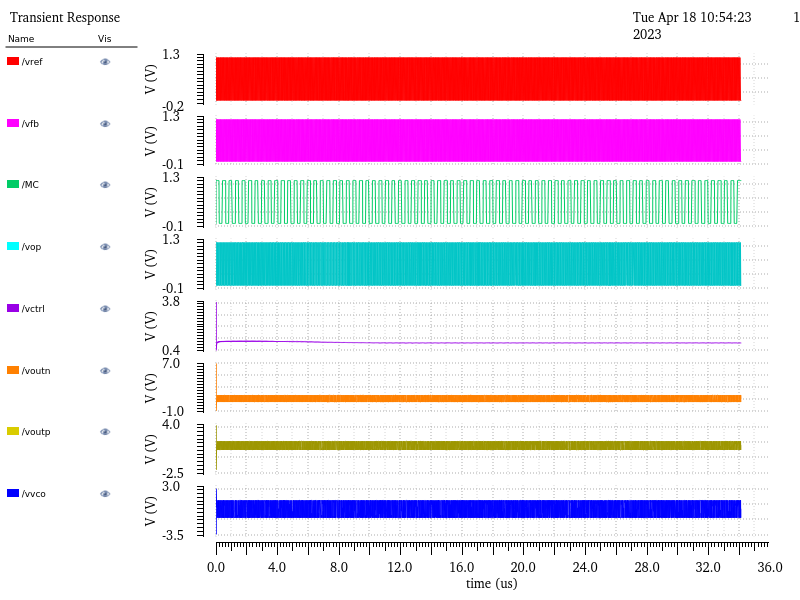 Transient Response
Tue Apr 18 10:54:23 1
2023
Name Vis
/vref
V (V)
1.3
-0.2
/vfb
V (V)
1.3
-0.1
/MC
V (V)
1.3
-0.1
/vop
V (V)
1.3
-0.1
/vctrl
V (V)
3.8
0.4
/voutn
V (V)
7.0
-1.0
/voutp
V (V)
4.0
-2.5
/vvco
V (V)
3.0
-3.5
0.0 4.0 8.0 12.0 16.0 20.0 24.0 28.0 32.0 36.0
time (us)